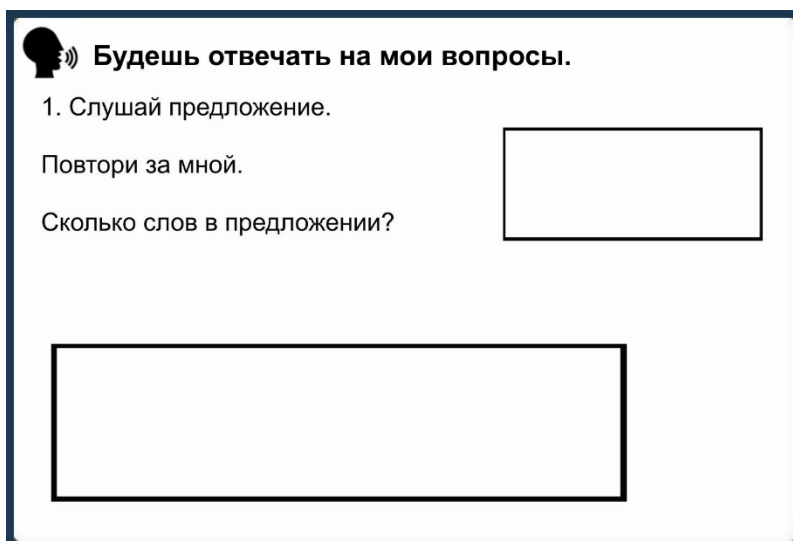 Будешь отвечать на мои вопросы.
1. Слушай предложение.
Повтори за мной.
Сколько слов в предложении?